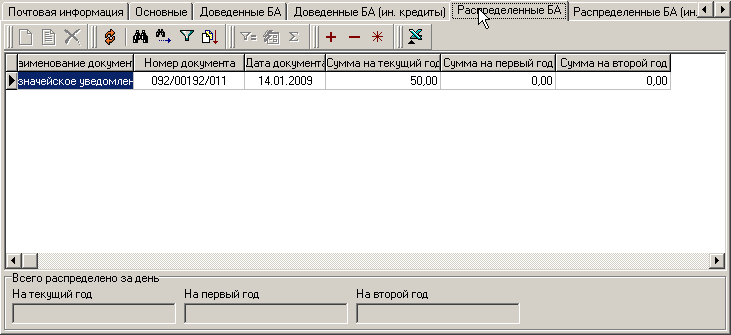 Почтовая информация Основные Доведенные БА Доведенные БА (ин. кредиты) Распределенные БА Распределенные БА (ин.
аименование докумен Номер документа Дата документа Сумма на текущий год Сумма на первый год Сумма на второй год
значейское уведомлен 092/00192/011 14.01.2009 50,00 0,00 0,00
Всего распределено за день
На текущий год На первый год На второй год